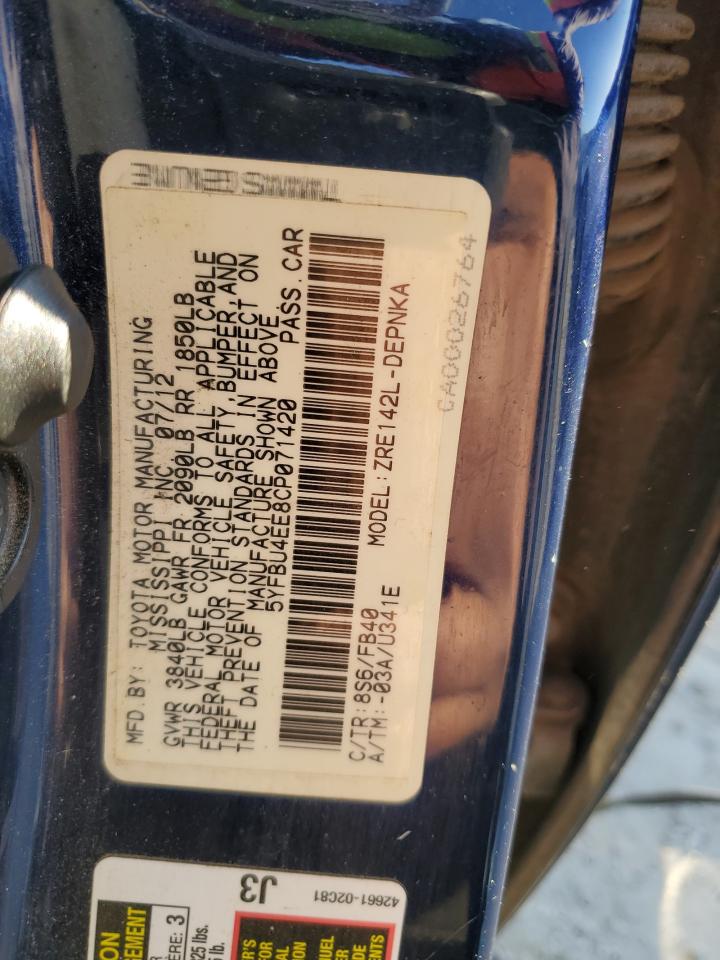 MFD.BY: TOYOTA MOTOR MANUFACTURING
MISSISSIPPI INC 07/12
GVWR 3840LB GAWR FR 2090LB RR 1850LB
THIS VEHICLE CONFORMS TO ALL APPLICABLE
FEDERAL MOTOR VEHICLE SAFETY,BUMPER,AND
THEFT PREVENTION STANDARDS IN EFFECT ON
THE DATE OF MANUFACTURE SHOWN ABOVE.
5YFBU4EE8CP071420 PASS.CAR
C/TR:8S6/FB40 MODEL:ZRE142L-DEPNKA
A/TM:-03A/U341E
CA00026764
J3
42661-02C81
3